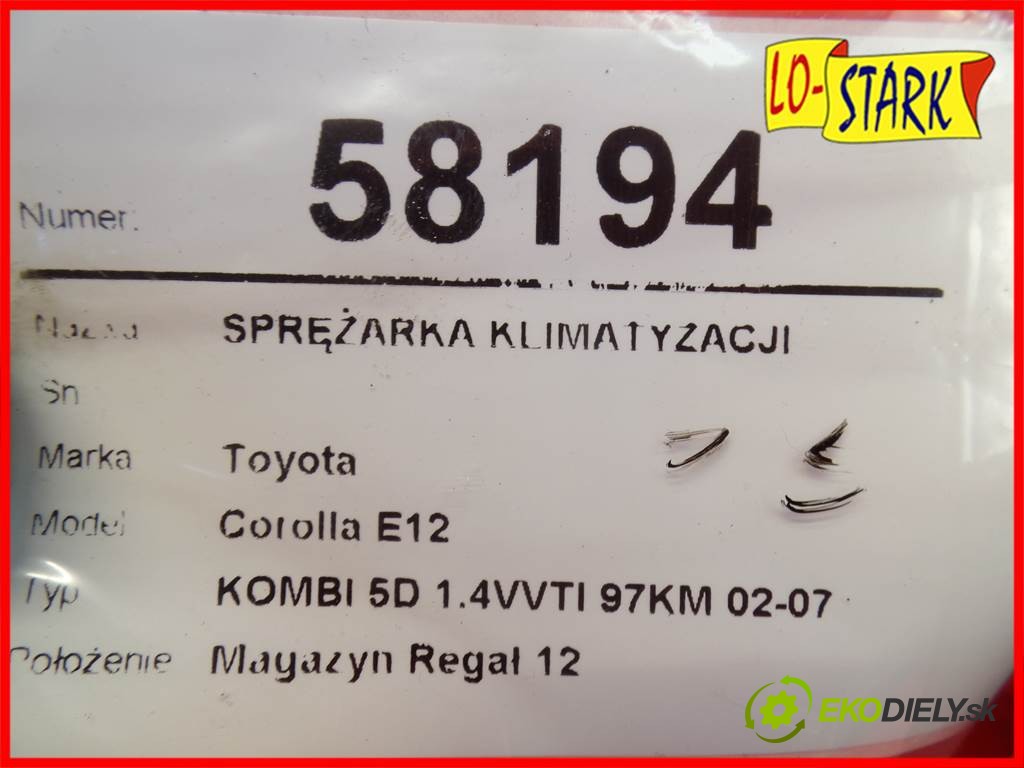 LO-STARK
Numer: 58194
Nazwa SPRĘŻARKA KLIMATYZACJI
Sn
Marka Toyota
Model Corolla E12
Typ KOMBI 5D 1.4VVTI 97KM 02-07
Położenie Magazyn Regał 12
EKODIELY.sk